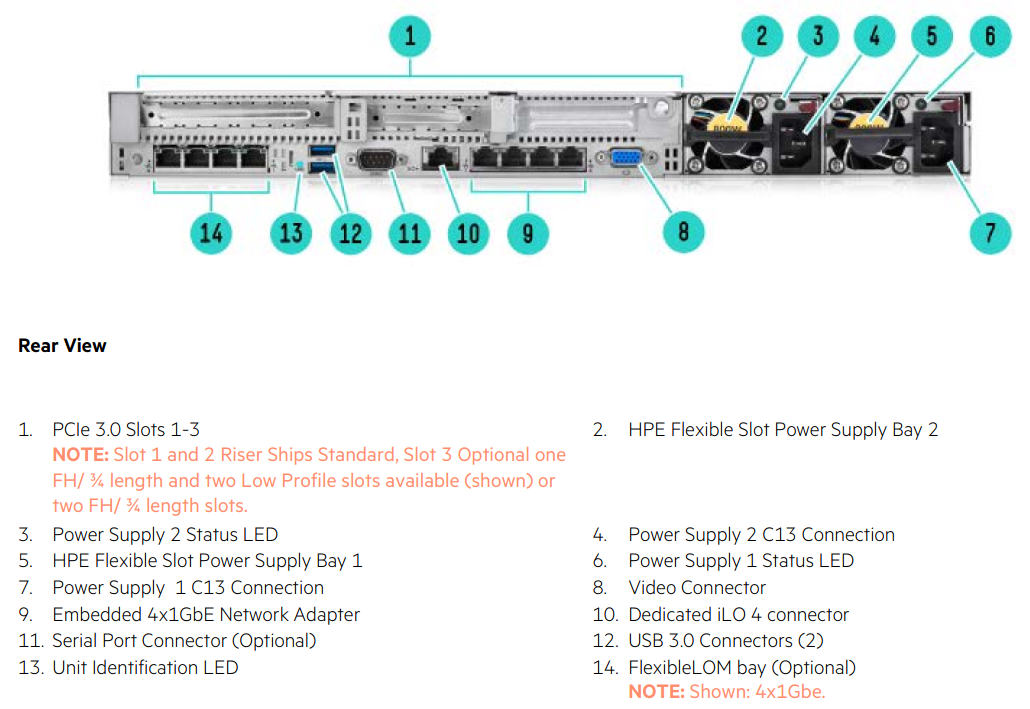 1
2
3
4
5
6
800W
800W
14
13
12
11
10
9
8
7
Rear View
1. PCIe 3.0 Slots 1-3
NOTE: Slot 1 and 2 Riser Ships Standard, Slot 3 Optional one
FH/ ¾ length and two Low Profile slots available (shown) or
two FH/ ¾ length slots.
2. HPE Flexible Slot Power Supply Bay 2
3. Power Supply 2 Status LED
4. Power Supply 2 C13 Connection
5. HPE Flexible Slot Power Supply Bay 1
6. Power Supply 1 Status LED
7. Power Supply  1 C13 Connection
8. Video Connector
9. Embedded 4x1GbE Network Adapter
10. Dedicated iLO 4 connector
11. Serial Port Connector (Optional)
12. USB 3.0 Connectors (2)
13. Unit Identification LED
14. FlexibleLOM bay (Optional)
NOTE: Shown: 4x1Gbe.